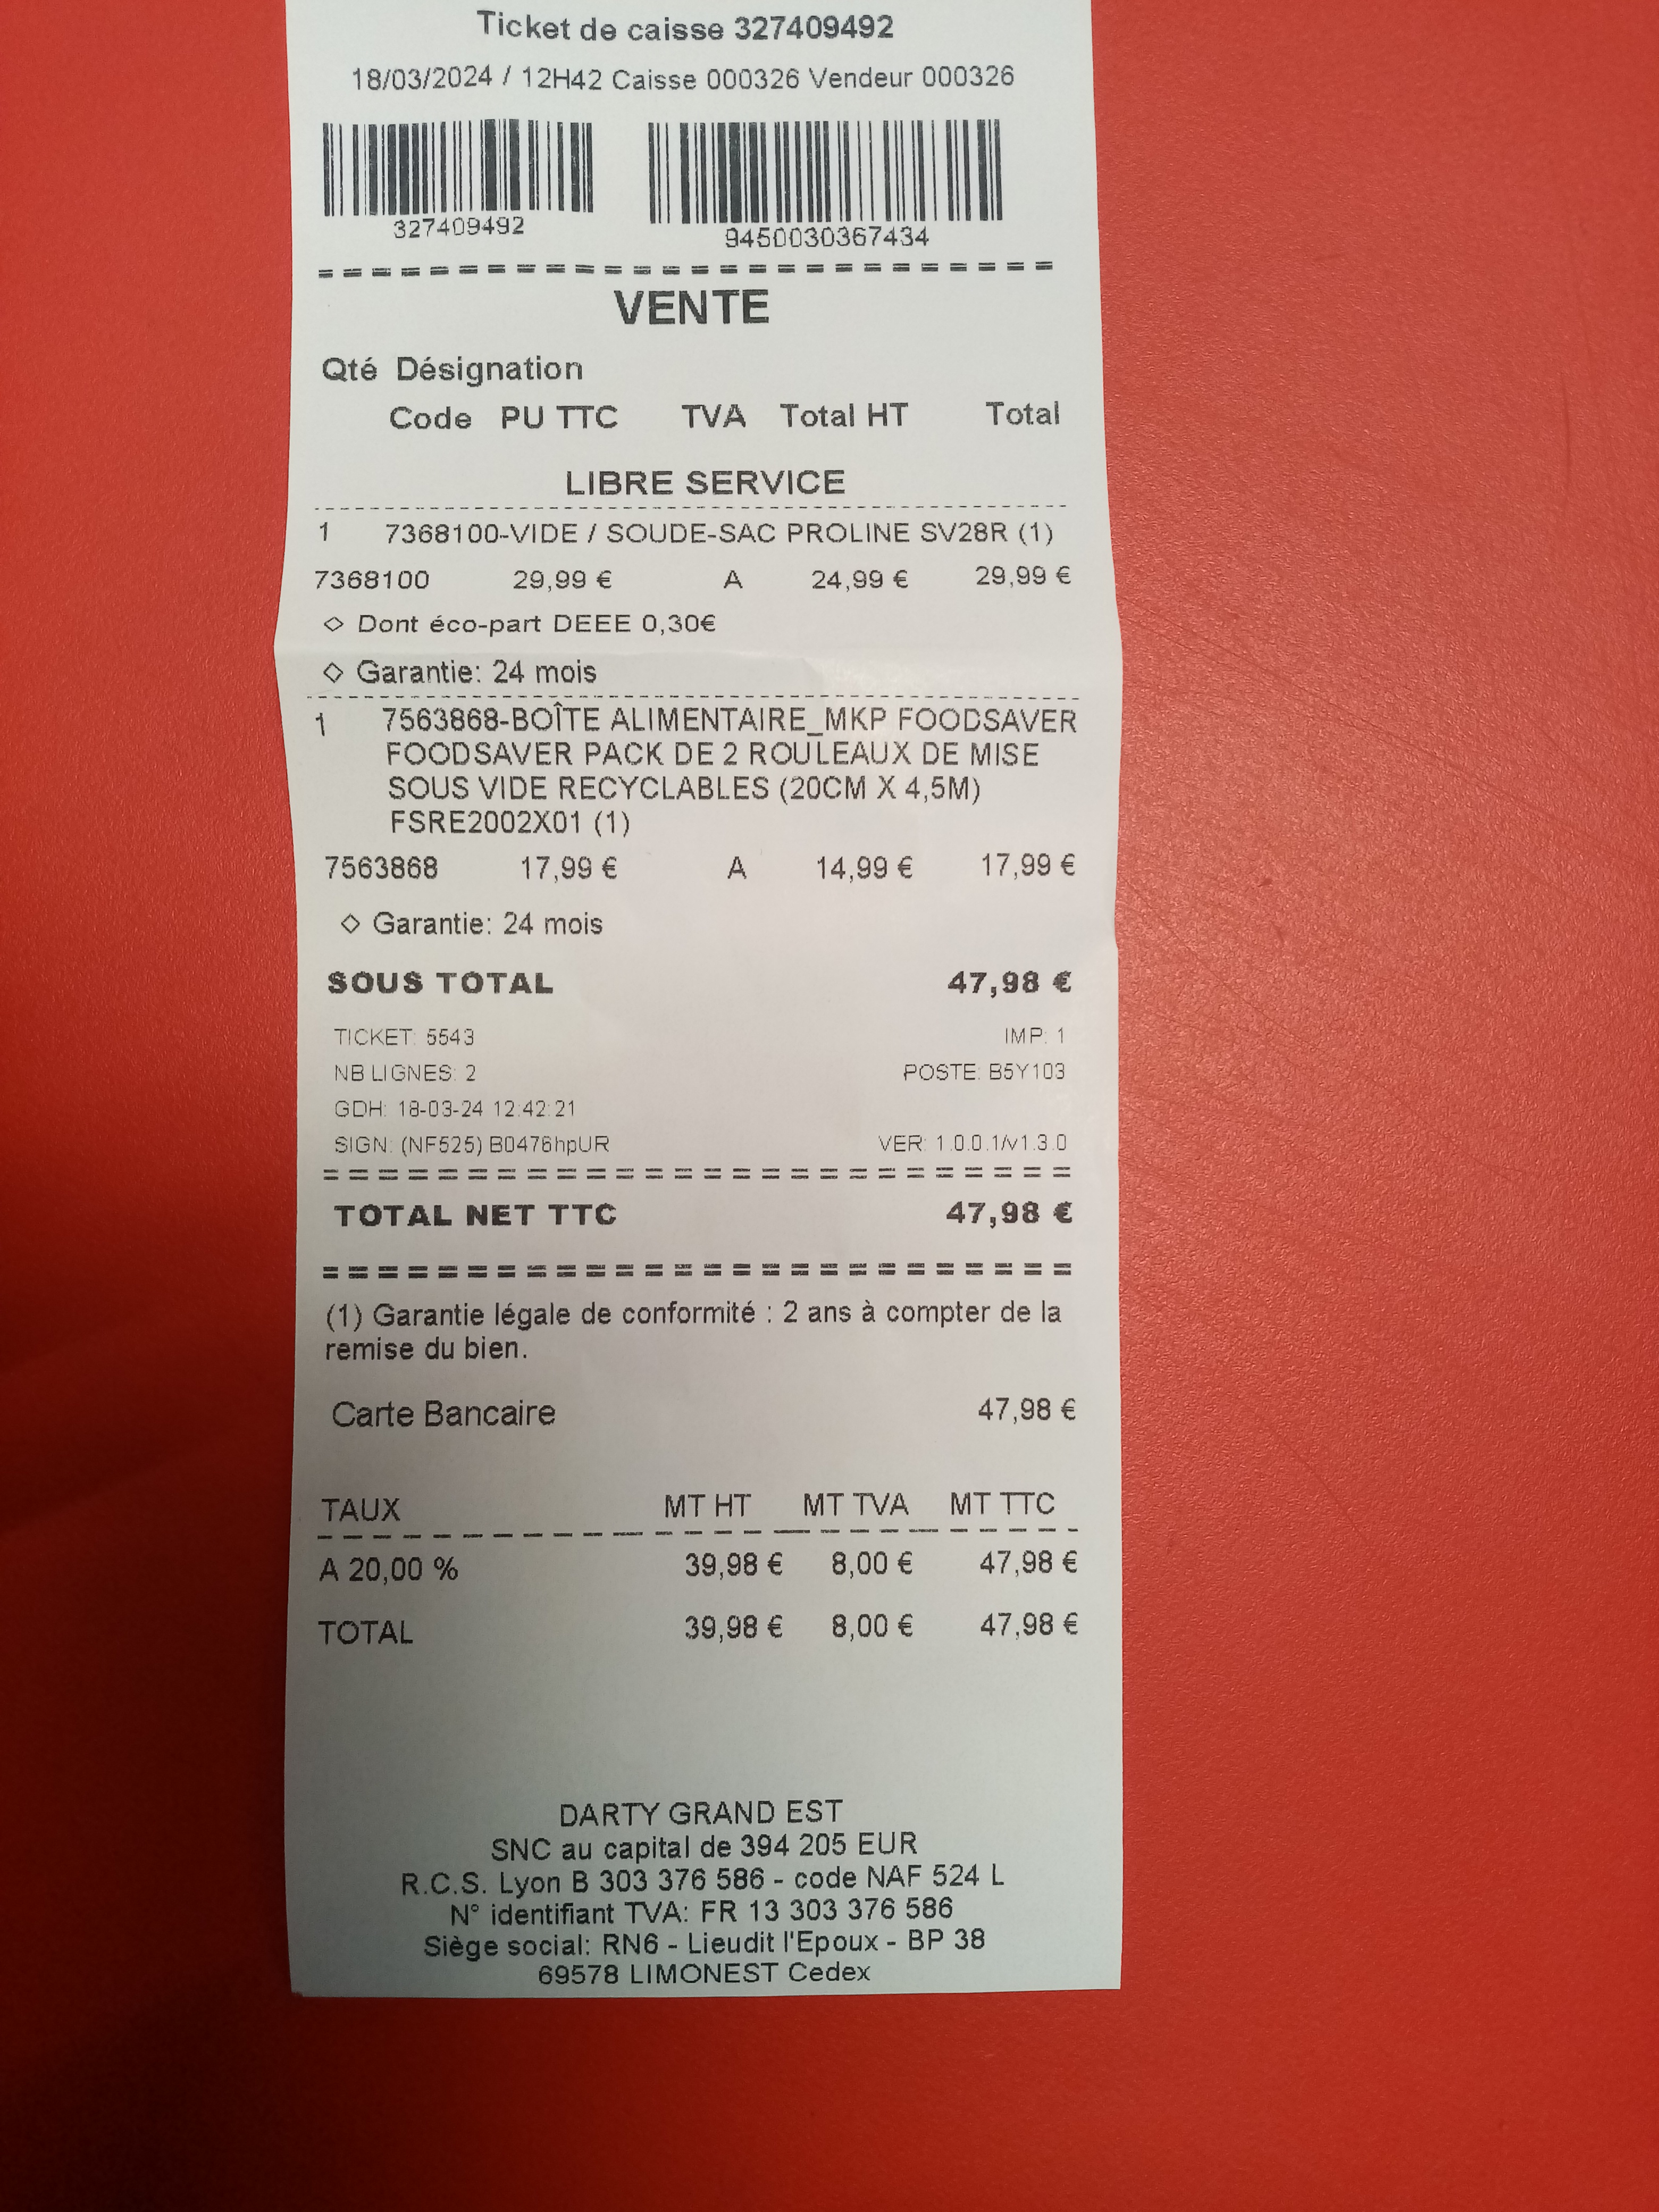 Ticket de caisse 327409492
18/03/2024 / 12H42 Caisse 000326 Vendeur 000326
327409492 9450030367434
VENTE
Qté Désignation
Code PU TTC TVA Total HT Total
LIBRE SERVICE
1 7368100-VIDE / SOUDE-SAC PROLINE SV28R (1)
7368100 29,99 € A 24,99 € 29,99 €
◇ Dont éco-part DEEE 0,30€
◇ Garantie: 24 mois
1 7563868-BOÎTE ALIMENTAIRE_MKP FOODSAVER
FOODSAVER PACK DE 2 ROULEAUX DE MISE
SOUS VIDE RECYCLABLES (20CM X 4,5M)
FSRE2002X01 (1)
7563868 17,99 € A 14,99 € 17,99 €
◇ Garantie: 24 mois
SOUS TOTAL 47,98 €
TICKET: 5543 IMP: 1
NB LIGNES: 2 POSTE: B5Y103
GDH: 18-03-24 12:42:21
SIGN: (NF525) B0476hpUR VER: 1.0.0.1/v1.3.0
TOTAL NET TTC 47,98 €
(1) Garantie légale de conformité : 2 ans à compter de la
remise du bien.
Carte Bancaire 47,98 €
TAUX MT HT MT TVA MT TTC
A 20,00 % 39,98 € 8,00 € 47,98 €
TOTAL 39,98 € 8,00 € 47,98 €
DARTY GRAND EST
SNC au capital de 394 205 EUR
R.C.S. Lyon B 303 376 586 - code NAF 524 L
N° identifiant TVA: FR 13 303 376 586
Siège social: RN6 - Lieudit l'Epoux - BP 38
69578 LIMONEST Cedex